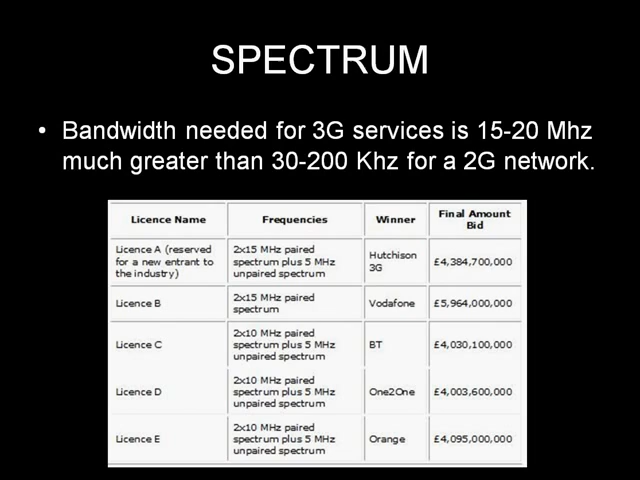 SPECTRUM
• Bandwidth needed for 3G services is 15-20 Mhz
much greater than 30-200 Khz for a 2G network.
Licence Name Frequencies Winner Final Amount Bid
Licence A (reserved for a new entrant to the industry) 2x15 MHz paired spectrum plus 5 MHz unpaired spectrum Hutchison 3G £4,384,700,000
Licence B 2x15 MHz paired spectrum Vodafone £5,964,000,000
Licence C 2x10 MHz paired spectrum plus 5 MHz unpaired spectrum BT £4,030,100,000
Licence D 2x10 MHz paired spectrum plus 5 MHz unpaired spectrum One2One £4,003,600,000
Licence E 2x10 MHz paired spectrum plus 5 MHz unpaired spectrum Orange £4,095,000,000